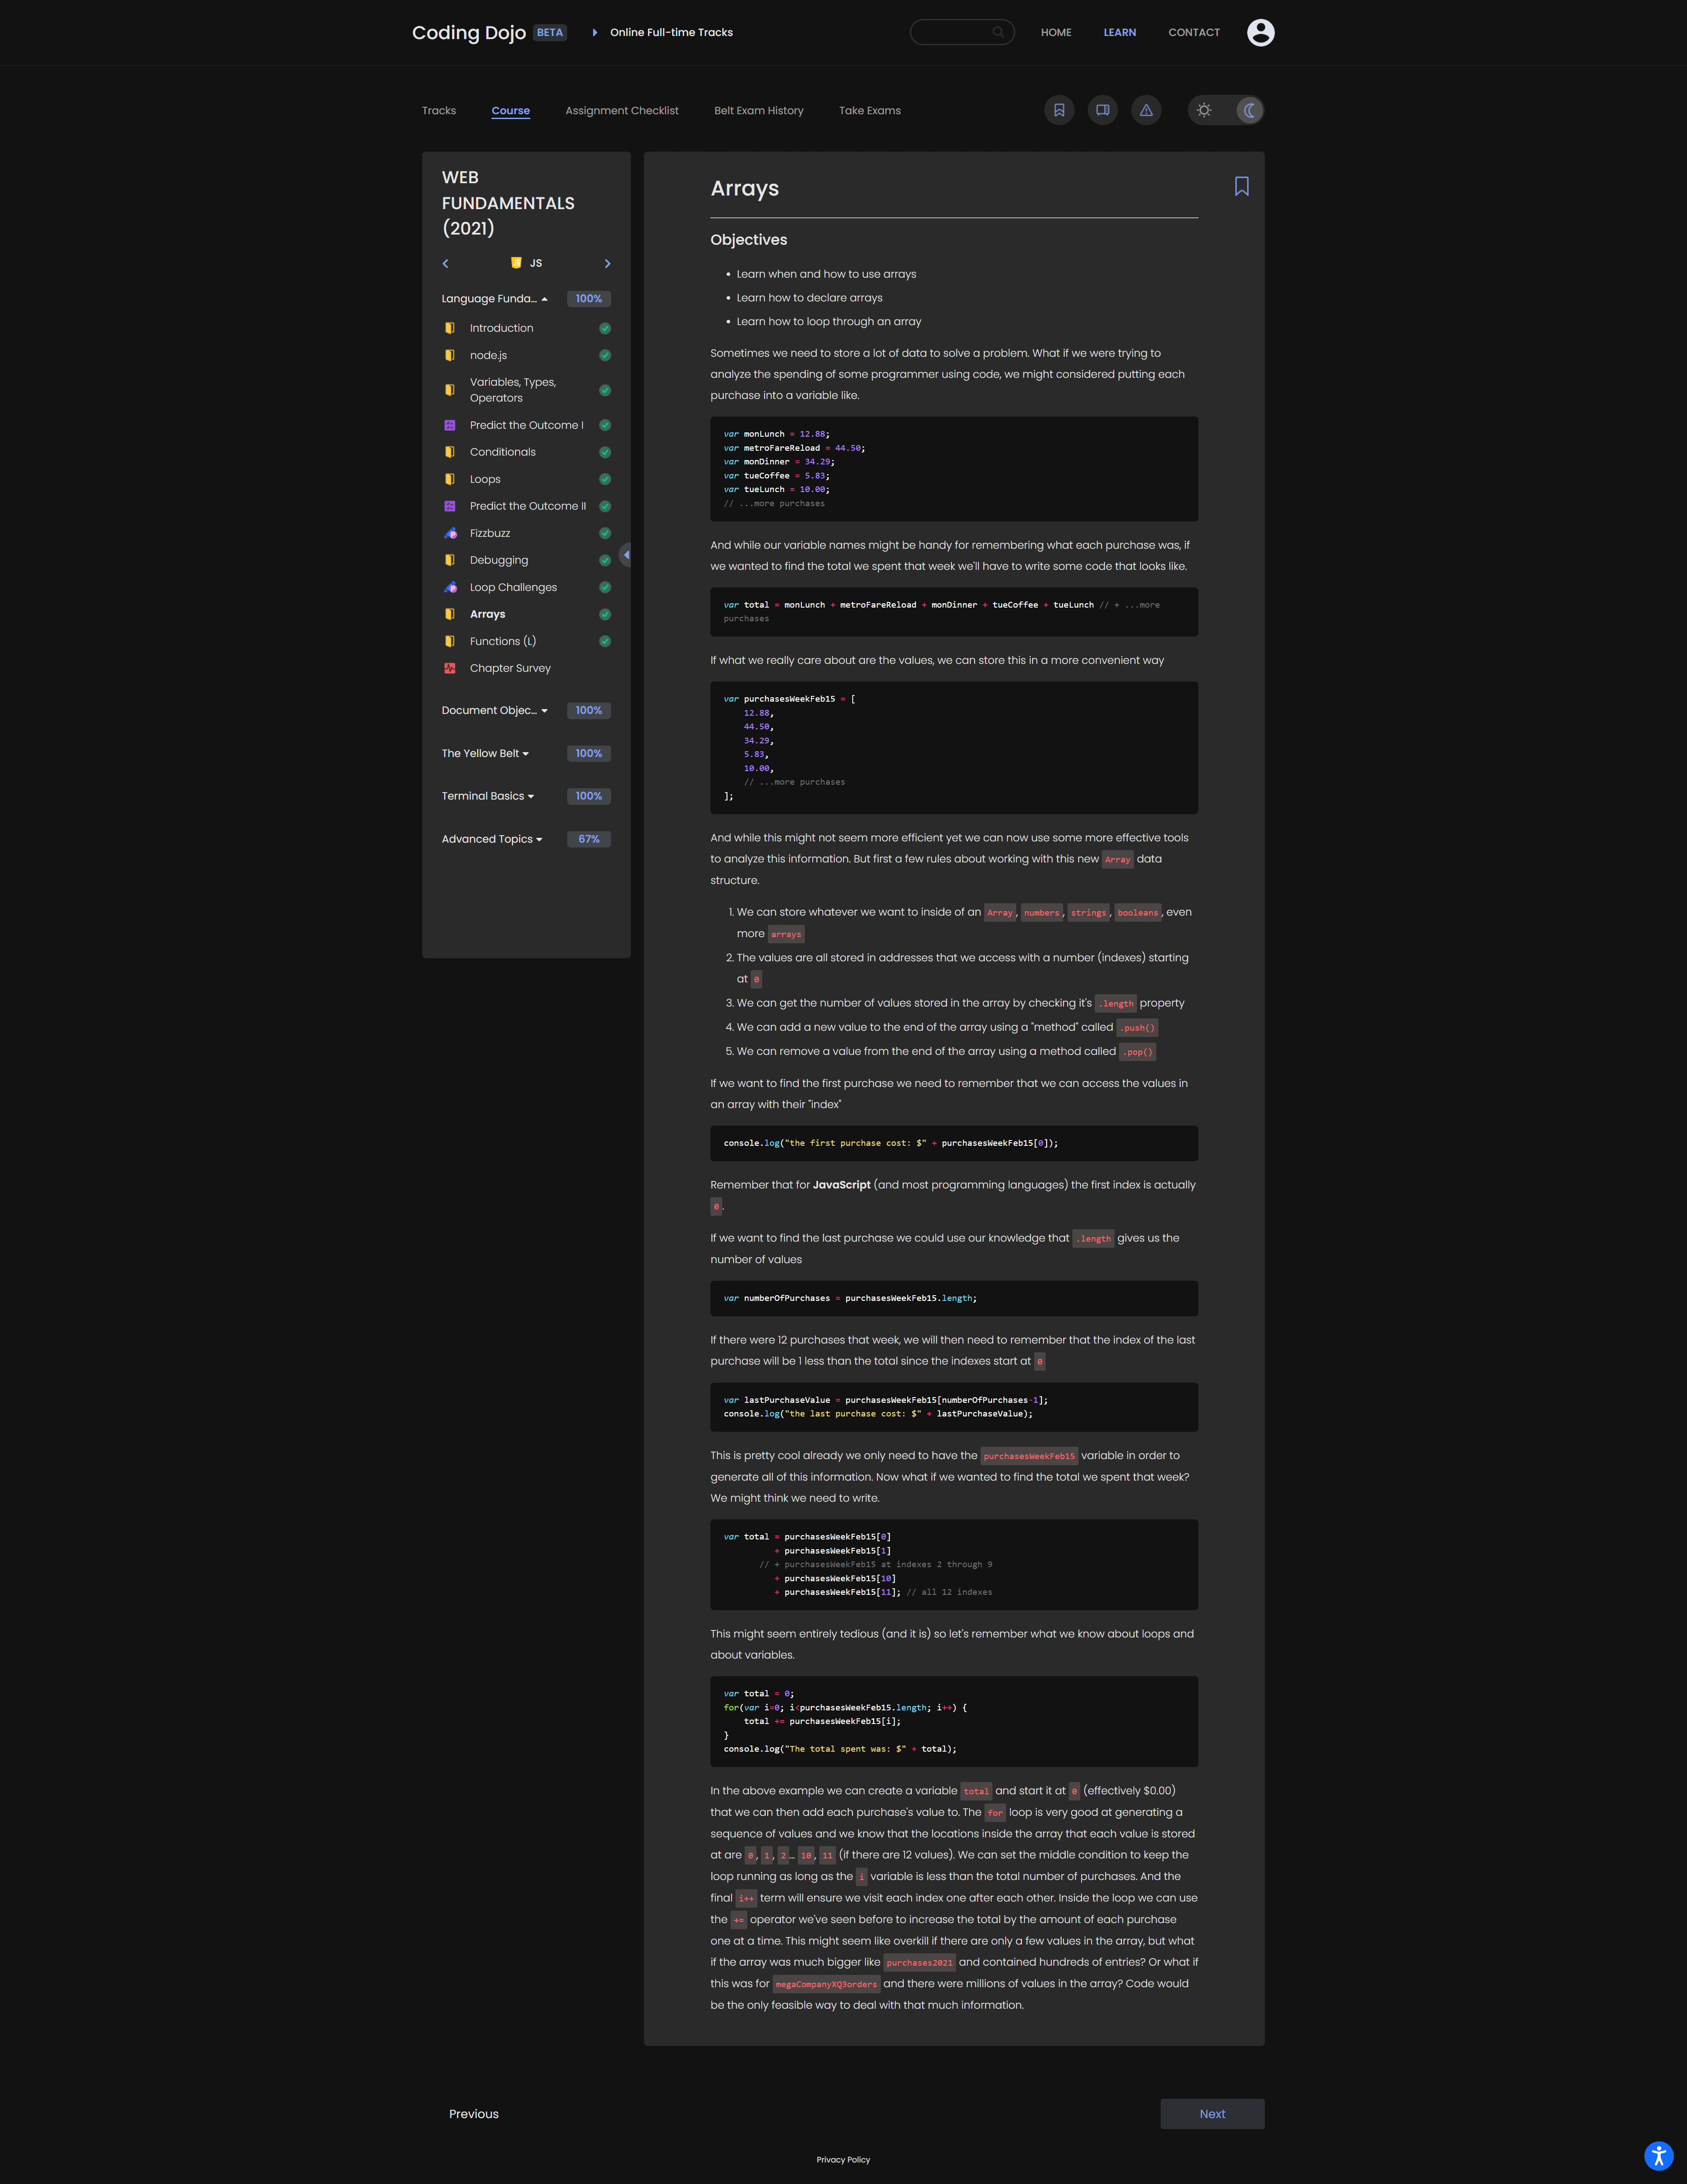 Coding Dojo BETA Online Full-time Tracks HOME LEARN CONTACT
Tracks Course Assignment Checklist Belt Exam History Take Exams
WEB
FUNDAMENTALS
(2021)
JS
Language Funda... 100%
Introduction
node.js
Variables, Types,
Operators
Predict the Outcome I
Conditionals
Loops
Predict the Outcome II
Fizzbuzz
Debugging
Loop Challenges
Arrays
Functions (L)
Chapter Survey
Document Objec... 100%
The Yellow Belt 100%
Terminal Basics 100%
Advanced Topics 67%
Arrays
Objectives
• Learn when and how to use arrays
• Learn how to declare arrays
• Learn how to loop through an array
Sometimes we need to store a lot of data to solve a problem. What if we were trying to
analyze the spending of some programmer using code, we might considered putting each
purchase into a variable like.
var monLunch = 12.88;
var metroFareReload = 44.50;
var monDinner = 34.29;
var tueCoffee = 5.83;
var tueLunch = 10.00;
// ...more purchases
And while our variable names might be handy for remembering what each purchase was, if
we wanted to find the total we spent that week we'll have to write some code that looks like.
var total = monLunch + metroFareReload + monDinner + tueCoffee + tueLunch // + ...more
purchases
If what we really care about are the values, we can store this in a more convenient way
var purchasesWeekFeb15 = [
12.88,
44.50,
34.29,
5.83,
10.00,
// ...more purchases
];
And while this might not seem more efficient yet we can now use some more effective tools
to analyze this information. But first a few rules about working with this new Array data
structure.
1. We can store whatever we want to inside of an Array, numbers, strings, booleans, even
more arrays
2. The values are all stored in addresses that we access with a number (indexes) starting
at 0
3. We can get the number of values stored in the array by checking it's .length property
4. We can add a new value to the end of the array using a "method" called .push()
5. We can remove a value from the end of the array using a method called .pop()
If we want to find the first purchase we need to remember that we can access the values in
an array with their "index"
console.log("the first purchase cost: $" + purchasesWeekFeb15[0]);
Remember that for JavaScript (and most programming languages) the first index is actually
0.
If we want to find the last purchase we could use our knowledge that .length gives us the
number of values
var numberOfPurchases = purchasesWeekFeb15.length;
If there were 12 purchases that week, we will then need to remember that the index of the last
purchase will be 1 less than the total since the indexes start at 0
var lastPurchaseValue = purchasesWeekFeb15[numberOfPurchases-1];
console.log("the last purchase cost: $" + lastPurchaseValue);
This is pretty cool already we only need to have the purchasesWeekFeb15 variable in order to
generate all of this information. Now what if we wanted to find the total we spent that week?
We might think we need to write.
var total = purchasesWeekFeb15[0]
+ purchasesWeekFeb15[1]
// + purchasesWeekFeb15 at indexes 2 through 9
+ purchasesWeekFeb15[10]
+ purchasesWeekFeb15[11]; // all 12 indexes
This might seem entirely tedious (and it is) so let's remember what we know about loops and
about variables.
var total = 0;
for(var i=0; i<purchasesWeekFeb15.length; i++) {
total += purchasesWeekFeb15[i];
}
console.log("The total spent was: $" + total);
In the above example we can create a variable total and start it at 0 (effectively $0.00)
that we can then add each purchase's value to. The for loop is very good at generating a
sequence of values and we know that the locations inside the array that each value is stored
at are 0, 1, 2... 10, 11 (if there are 12 values). We can set the middle condition to keep the
loop running as long as the i variable is less than the total number of purchases. And the
final i++ term will ensure we visit each index one after each other. Inside the loop we can use
the += operator we've seen before to increase the total by the amount of each purchase
one at a time. This might seem like overkill if there are only a few values in the array, but what
if the array was much bigger like purchases2021 and contained hundreds of entries? Or what if
this was for megaCompanyXQ3orders and there were millions of values in the array? Code would
be the only feasible way to deal with that much information.
Previous Next
Privacy Policy